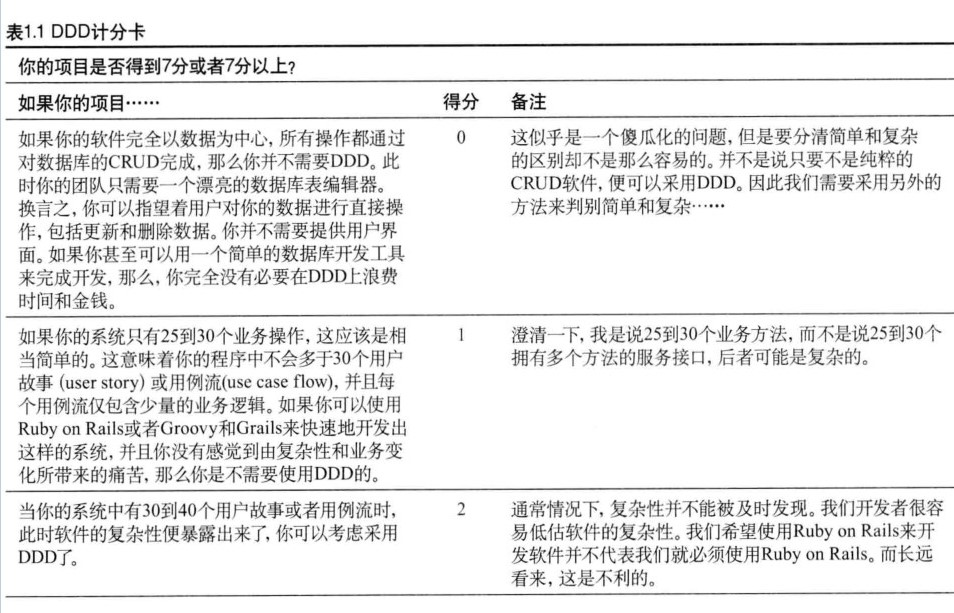 表1.1 DDD计分卡
你的项目是否得到7分或者7分以上?
如果你的项目…… 得分 备注
如果你的软件完全以数据为中心,所有操作都通过
对数据库的CRUD完成,那么你并不需要DDD。此
时你的团队只需要一个漂亮的数据库表编辑器。
换言之,你可以指望着用户对你的数据进行直接操
作,包括更新和删除数据。你并不需要提供用户界
面。如果你甚至可以用一个简单的数据库开发工具
来完成开发,那么,你完全没有必要在DDD上浪费
时间和金钱。
0
这似乎是一个傻瓜化的问题,但是要分清简单和复杂
的区别却不是那么容易的。并不是说只要不是纯粹的
CRUD软件,便可以采用DDD。因此我们需要采用另外的
方法来判别简单和复杂……
如果你的系统只有25到30个业务操作,这应该是相
当简单的。这意味着你的程序中不会多于30个用户
故事 (user story) 或用例流(use case flow),并且每
个用例流仅包含少量的业务逻辑。如果你可以使用
Ruby on Rails或者Groovy和Grails来快速地开发出
这样的系统,并且你没有感觉到由复杂性和业务变
化所带来的痛苦,那么你是不需要使用DDD的。
1
澄清一下,我是说25到30个业务方法,而不是说25到30个
拥有多个方法的服务接口,后者可能是复杂的。
当你的系统中有30到40个用户故事或者用例流时,
此时软件的复杂性便暴露出来了,你可以考虑采用
DDD了。
2
通常情况下,复杂性并不能被及时发现。我们开发者很容
易低估软件的复杂性。我们希望使用Ruby on Rails来开
发软件并不代表我们就必须使用Ruby on Rails。而长远
看来,这是不利的。